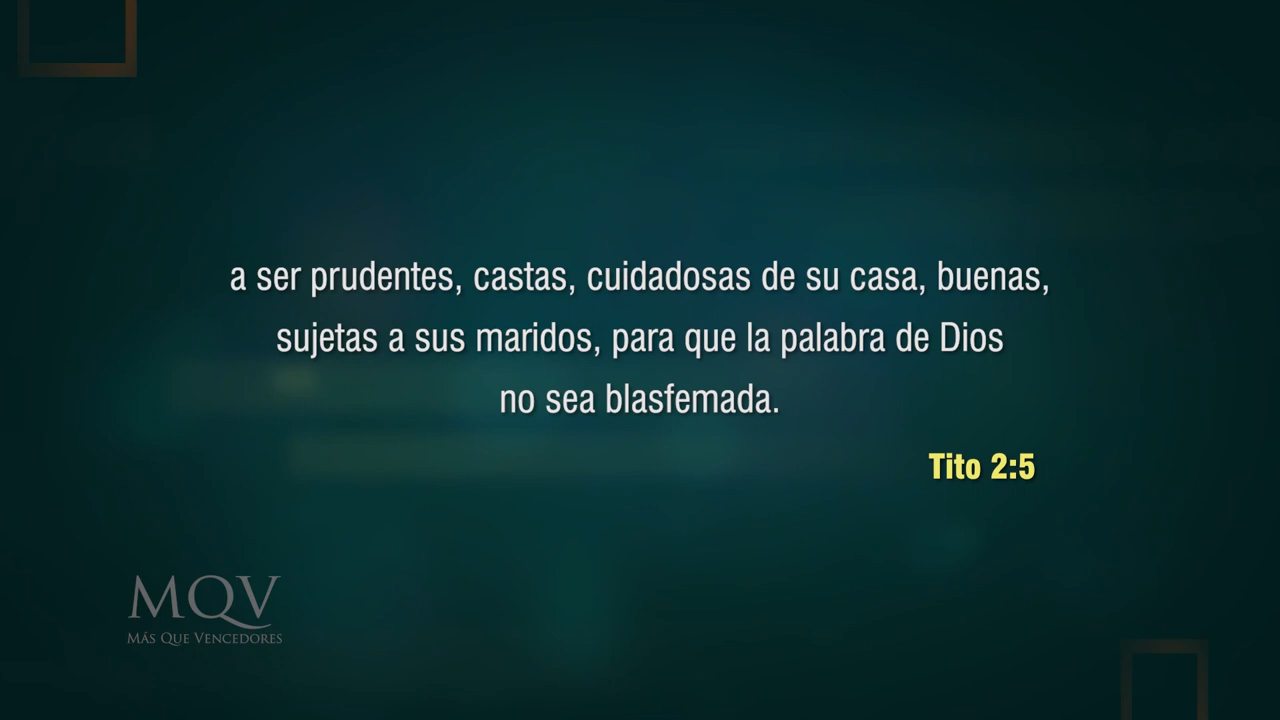 a ser prudentes, castas, cuidadosas de su casa, buenas,
sujetas a sus maridos, para que la palabra de Dios
no sea blasfemada.
Tito 2:5
MQV
MÁS QUE VENCEDORES